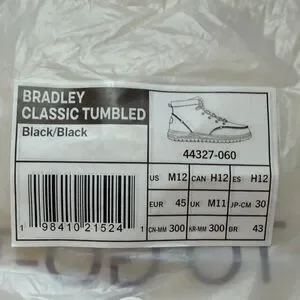 BRADLEY
CLASSIC TUMBLED
Black/Black
44327-060
US M12 CAN H12 ES H12
EUR 45 UK M11 JP-CM 30
CN-MM 300 KR-MM 300 BR 43
1 98410 21524 1